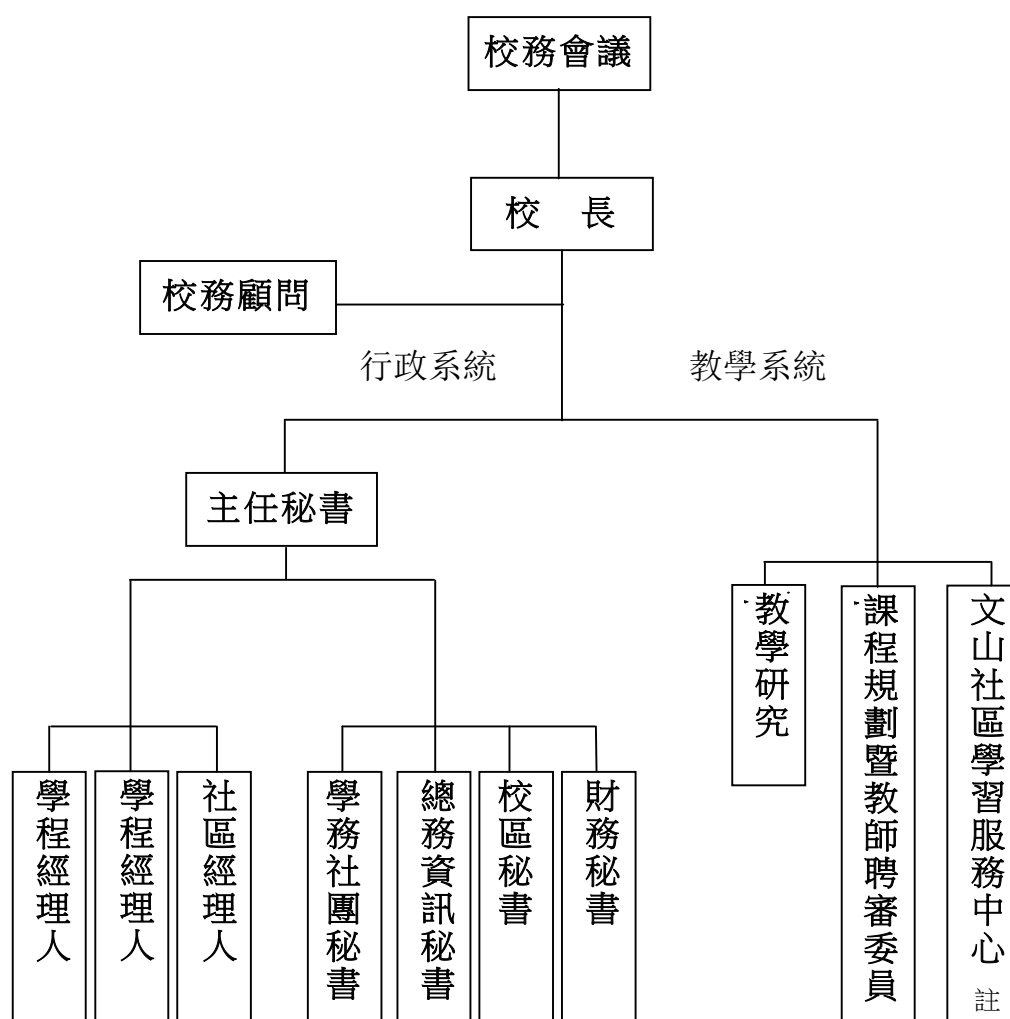 校務會議
校 長
校務顧問
行政系統
教學系統
主任秘書
學程經理人
學程經理人
社區經理人
學務社團秘書
總務資訊秘書
校區秘書
財務秘書
教學研究
課程規劃暨教師聘審委員
文山社區學習服務中心 註